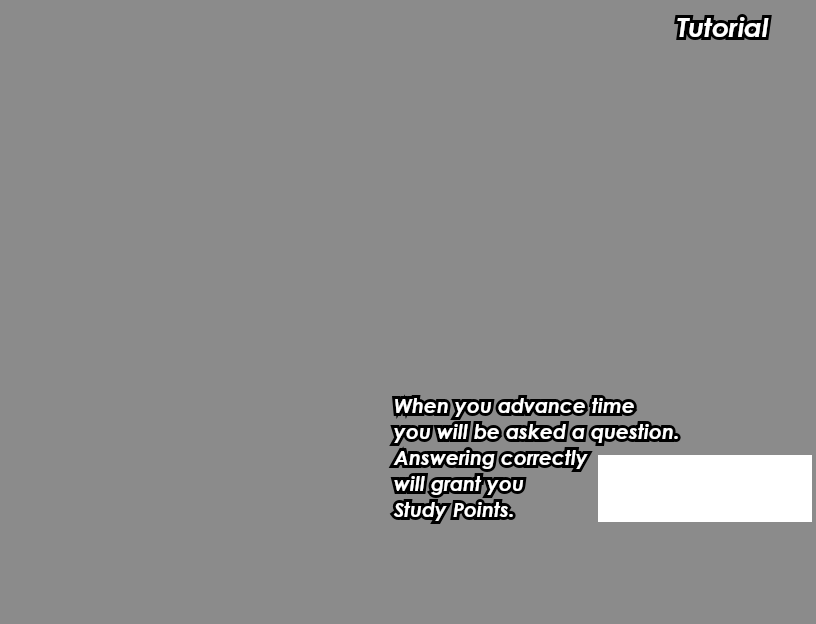 Tutorial
When you advance time
you will be asked a question.
Answering correctly
will grant you
Study Points.